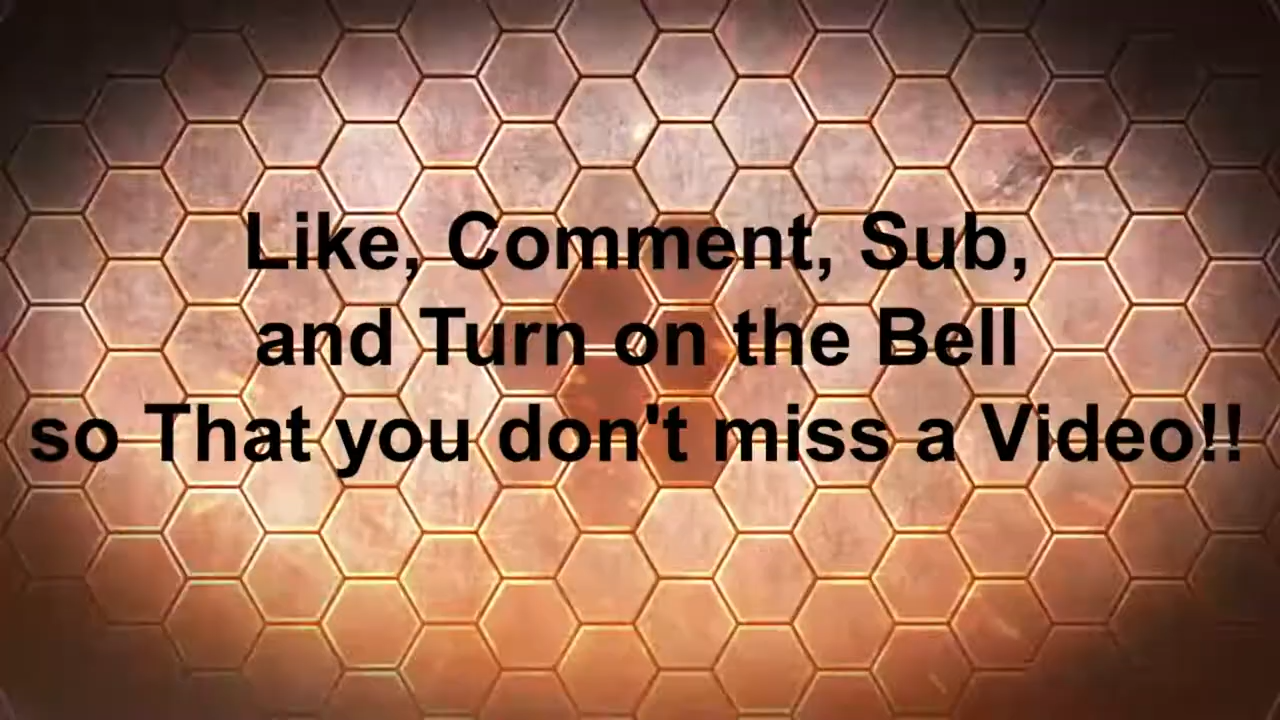 Like, Comment, Sub,
and Turn on the Bell
so That you don't miss a Video!!